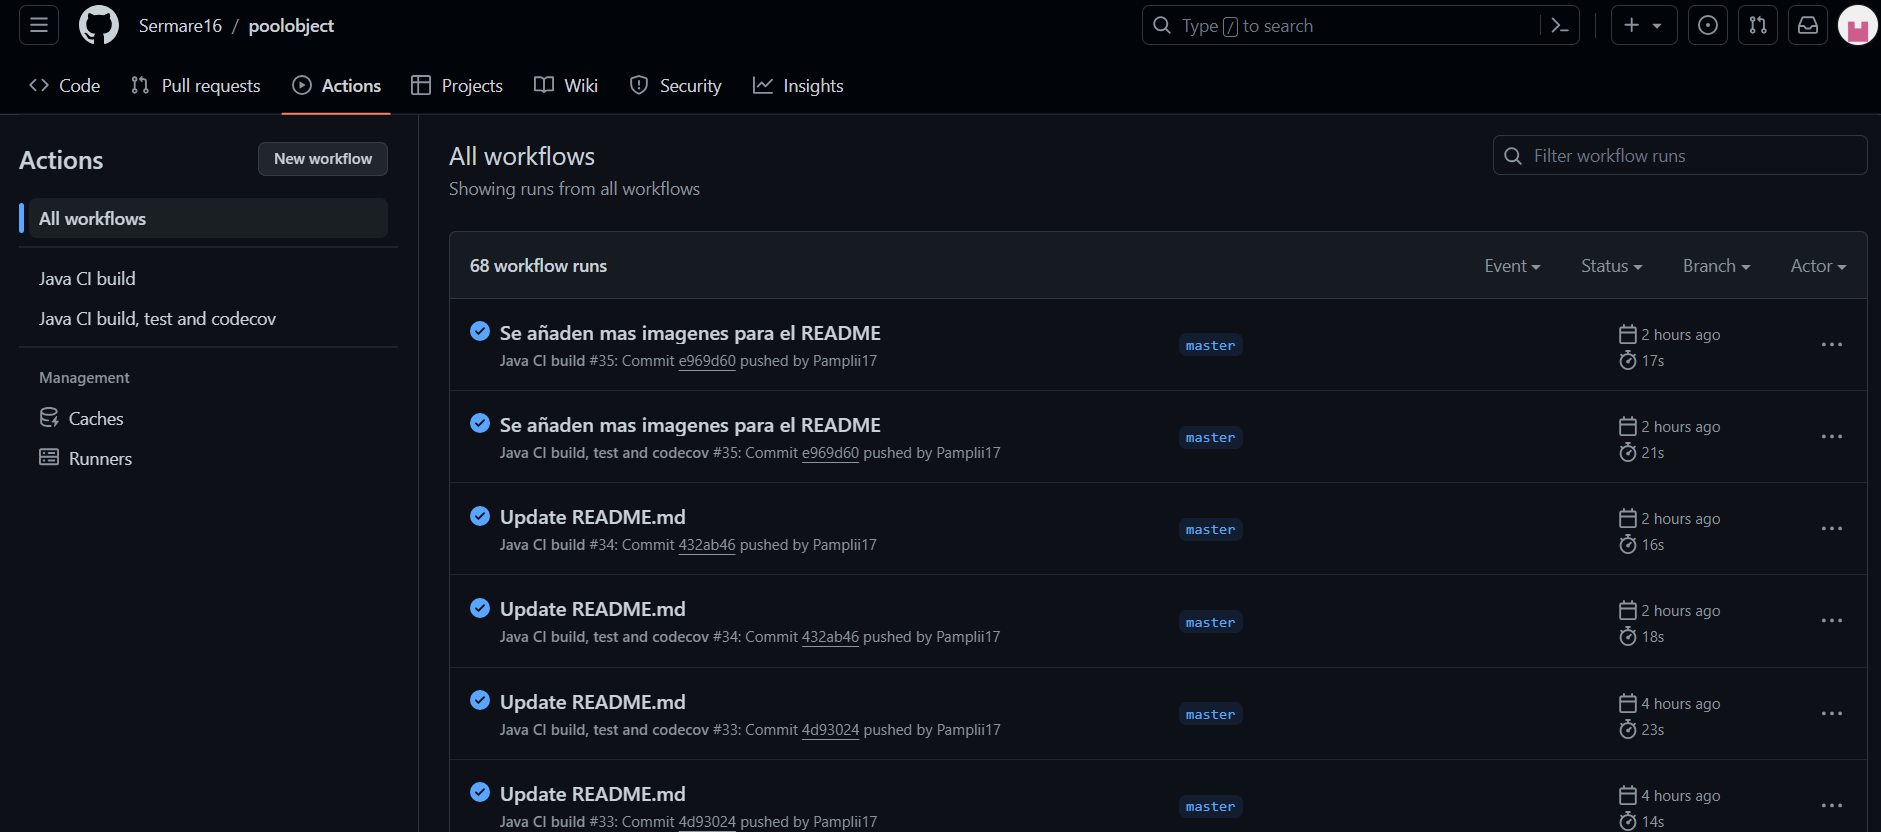 Sermare16 / poolobject
Type / to search
Code
Pull requests
Actions
Projects
Wiki
Security
Insights
Actions
New workflow
All workflows
Java CI build
Java CI build, test and codecov
Management
Caches
Runners
All workflows
Showing runs from all workflows
Filter workflow runs
68 workflow runs
Event
Status
Branch
Actor
Se añaden mas imagenes para el README
Java CI build #35: Commit e969d60 pushed by Pamplii17
master
2 hours ago
17s
Se añaden mas imagenes para el README
Java CI build, test and codecov #35: Commit e969d60 pushed by Pamplii17
master
2 hours ago
21s
Update README.md
Java CI build #34: Commit 432ab46 pushed by Pamplii17
master
2 hours ago
16s
Update README.md
Java CI build, test and codecov #34: Commit 432ab46 pushed by Pamplii17
master
2 hours ago
18s
Update README.md
Java CI build, test and codecov #33: Commit 4d93024 pushed by Pamplii17
master
4 hours ago
23s
Update README.md
Java CI build #33: Commit 4d93024 pushed by Pamplii17
master
4 hours ago
14s